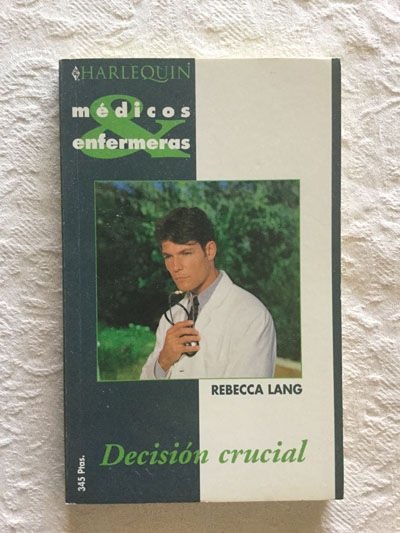 HARLEQUIN
médicos
&
enfermeras
REBECCA LANG
Decisión crucial
345 Ptas.